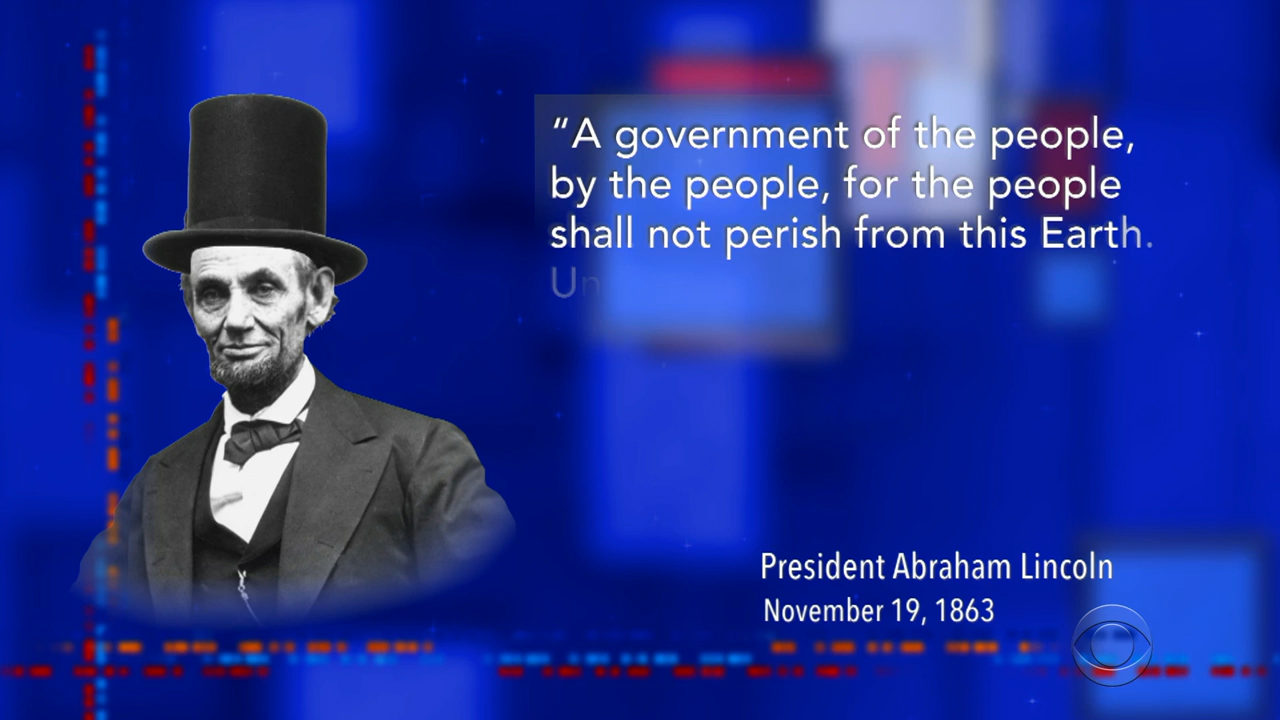 “A government of the people,
by the people, for the people
shall not perish from this Earth.
Un
President Abraham Lincoln
November 19, 1863